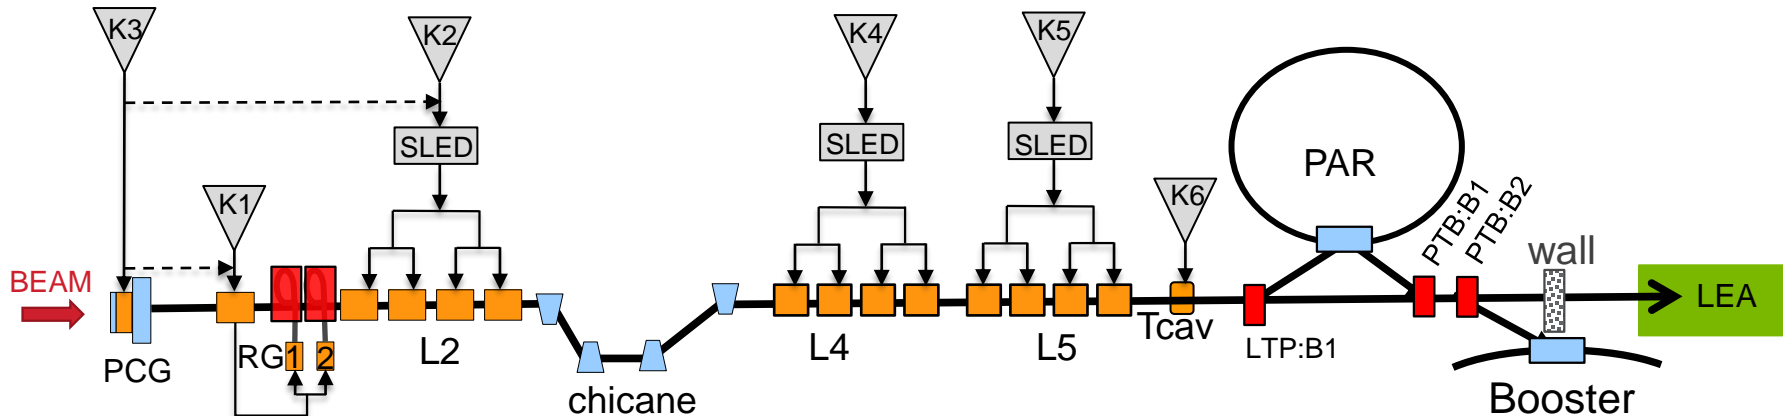 K3
K2
K4
K5
SLED
SLED
SLED
K1
K6
PAR
PTB:B1
PTB:B2
wall
BEAM
LEA
PCG
RG 1 2
L2
L4
L5
Tcav
LTP:B1
chicane
Booster